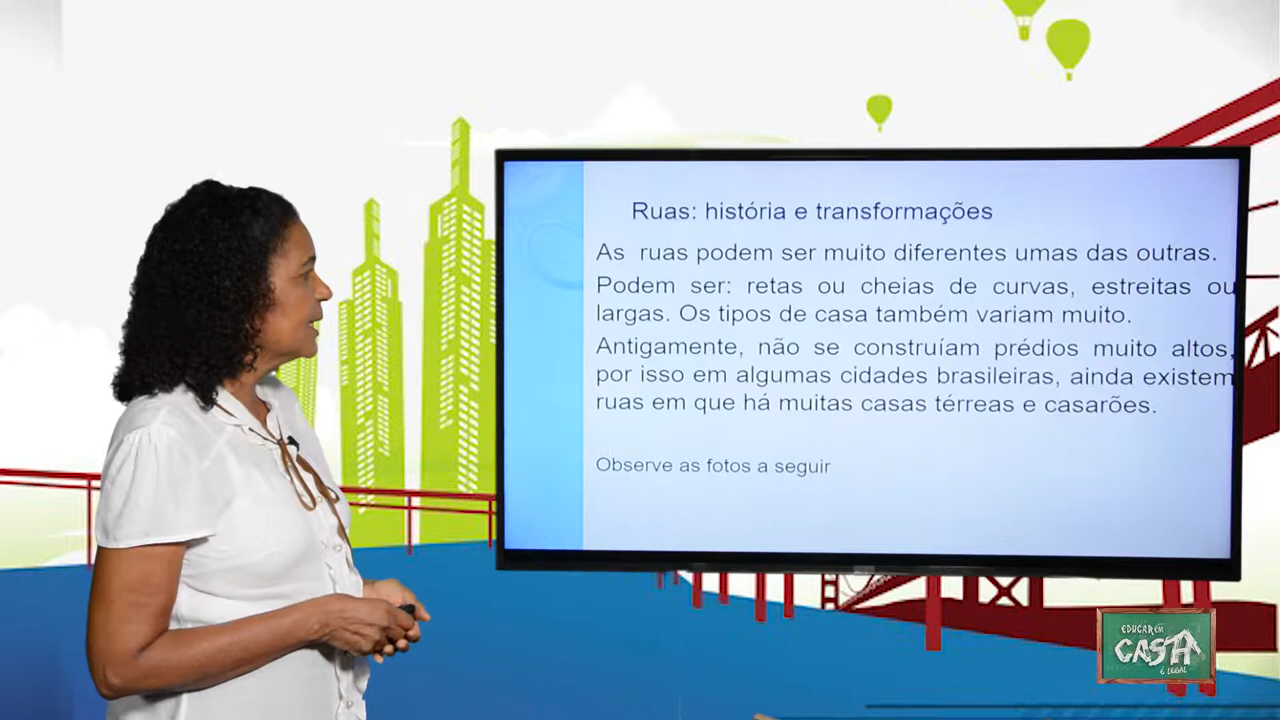 Ruas: história e transformações
As ruas podem ser muito diferentes umas das outras.
Podem ser: retas ou cheias de curvas, estreitas ou
largas. Os tipos de casa também variam muito.
Antigamente, não se construíam prédios muito altos,
por isso em algumas cidades brasileiras, ainda existem
ruas em que há muitas casas térreas e casarões.
Observe as fotos a seguir
EDUCAR EM
CASA
É LEGAL